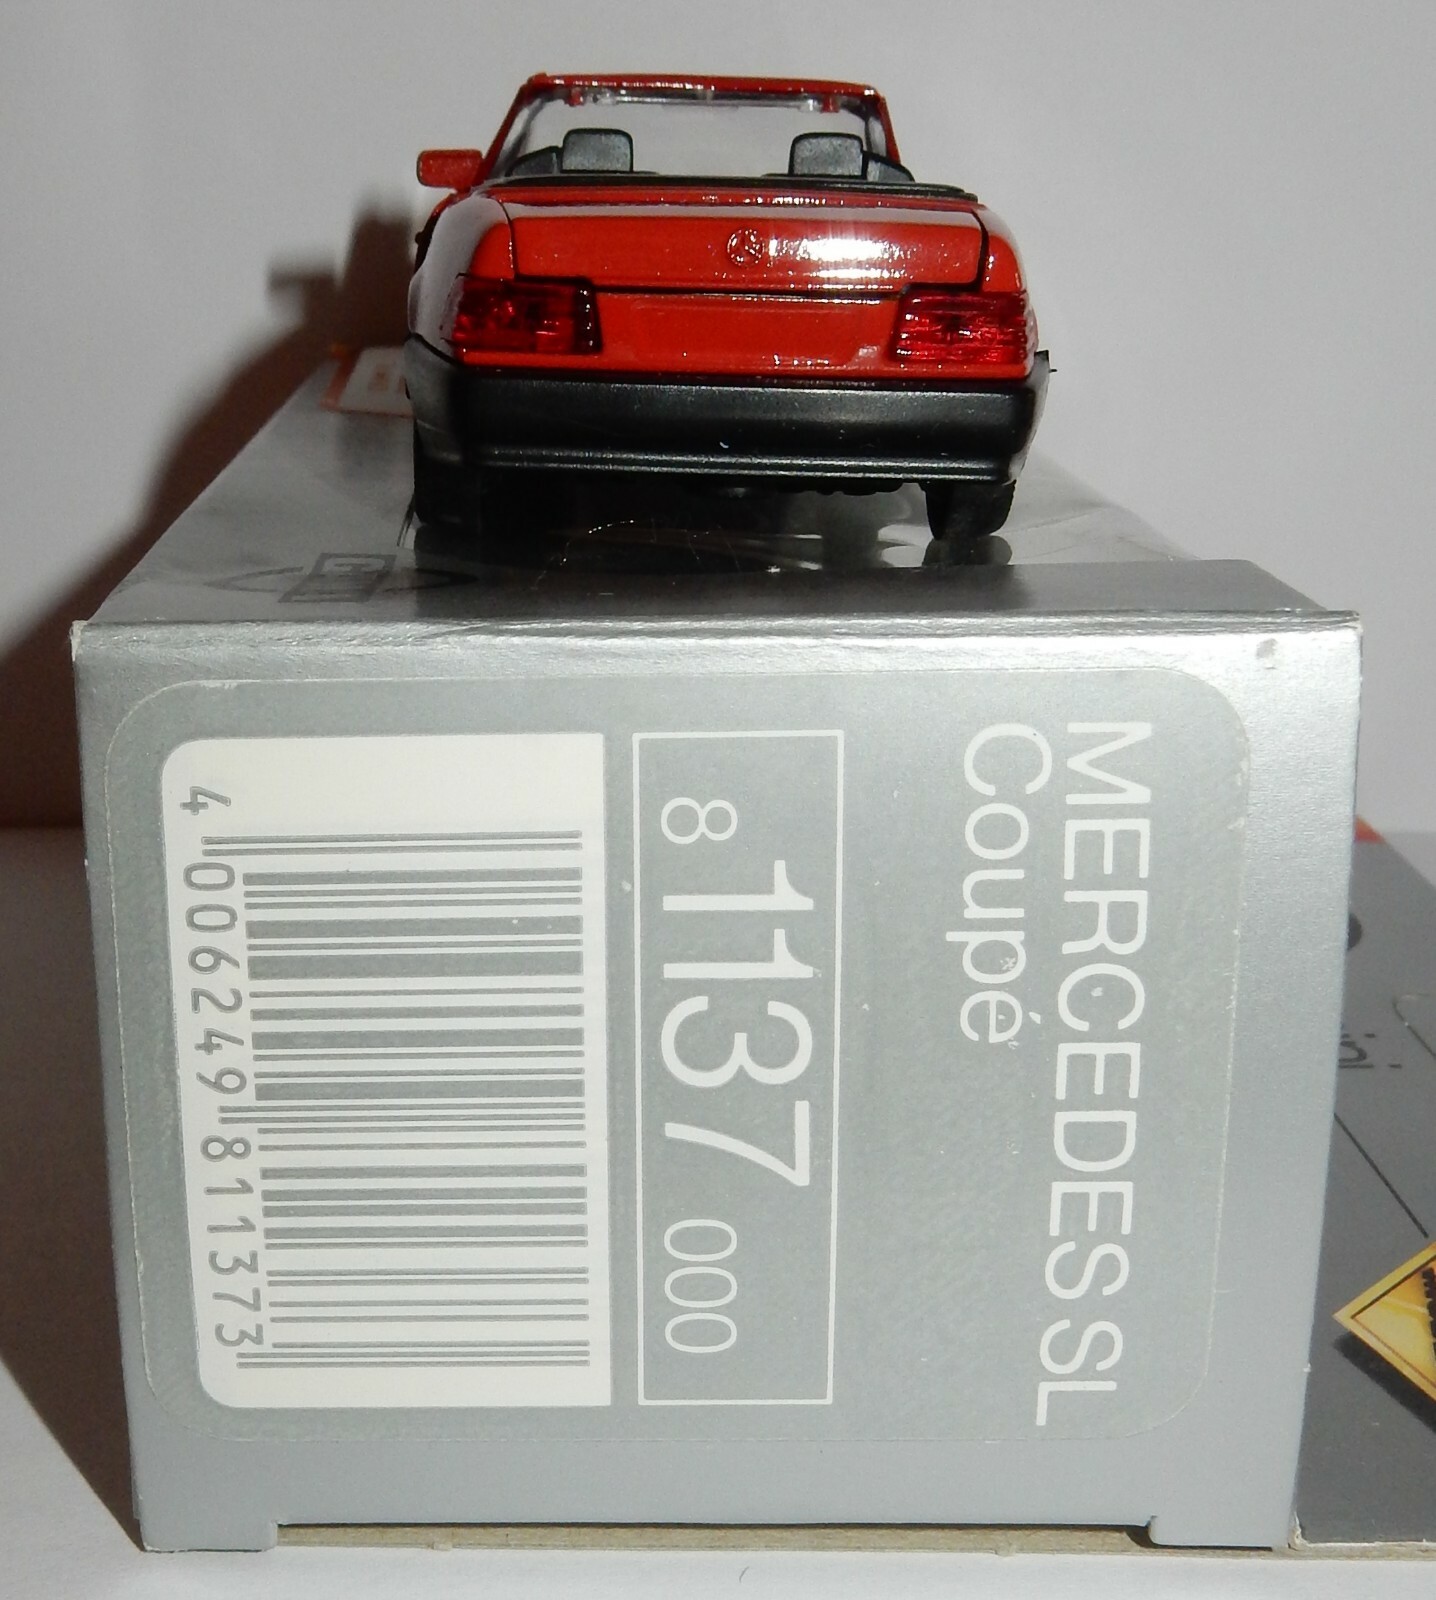 MERCEDES SL
Coupé
8 1137 000
4 006249 811373